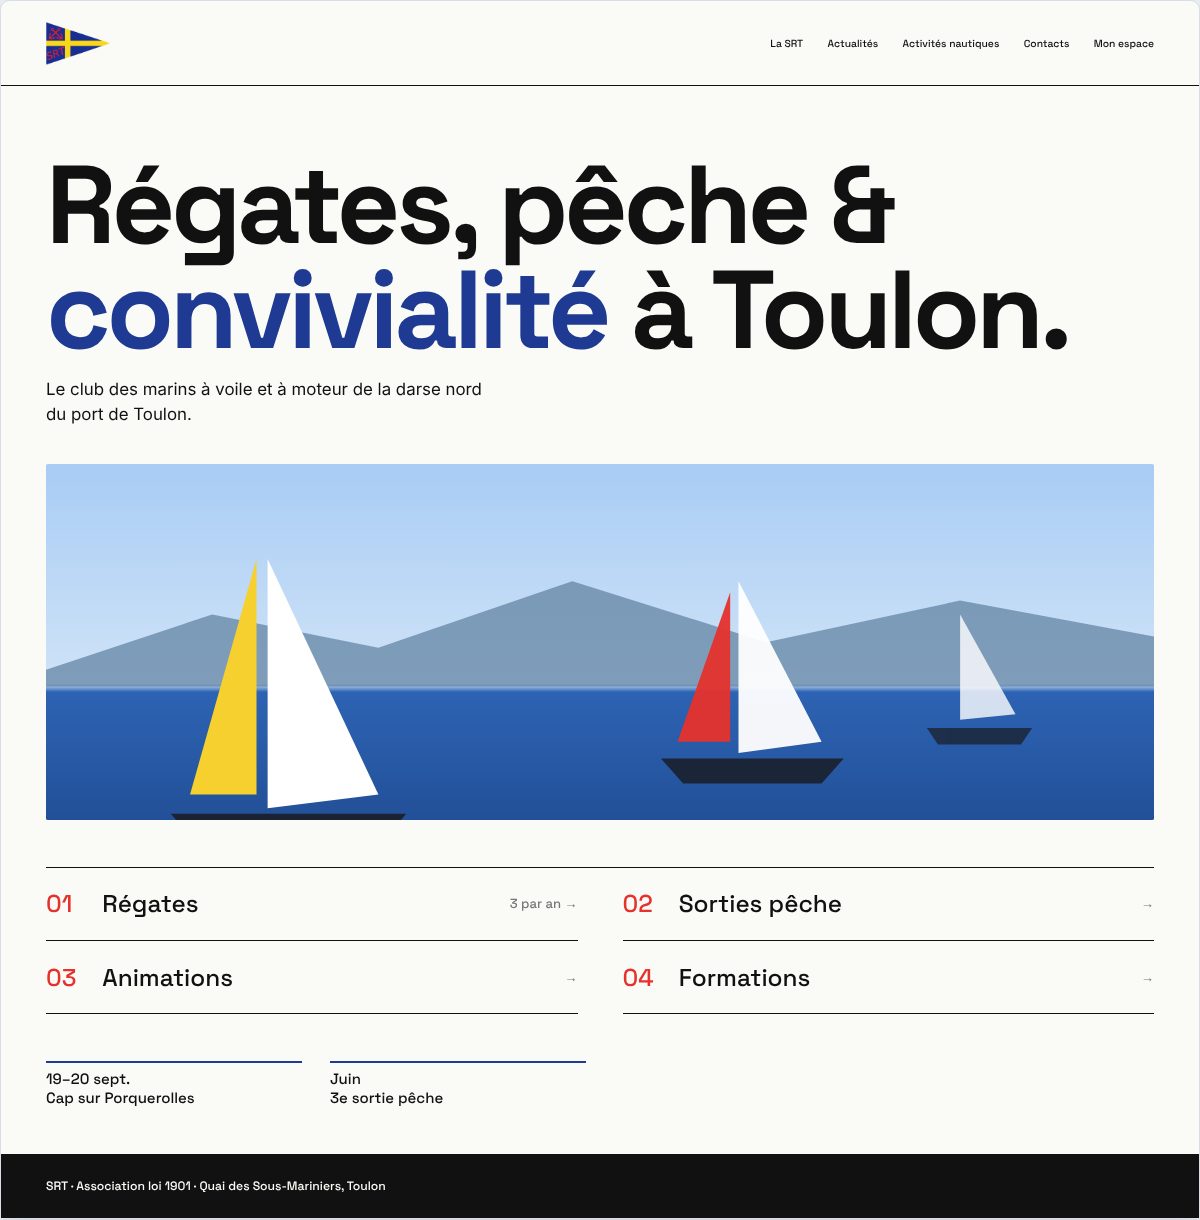 SRT
La SRT Actualités Activités nautiques Contacts Mon espace
Régates, pêche &
convivialité à Toulon.
Le club des marins à voile et à moteur de la darse nord
du port de Toulon.
01 Régates 3 par an →
02 Sorties pêche →
03 Animations →
04 Formations →
19–20 sept.
Cap sur Porquerolles
Juin
3e sortie pêche
SRT · Association loi 1901 · Quai des Sous-Mariniers, Toulon